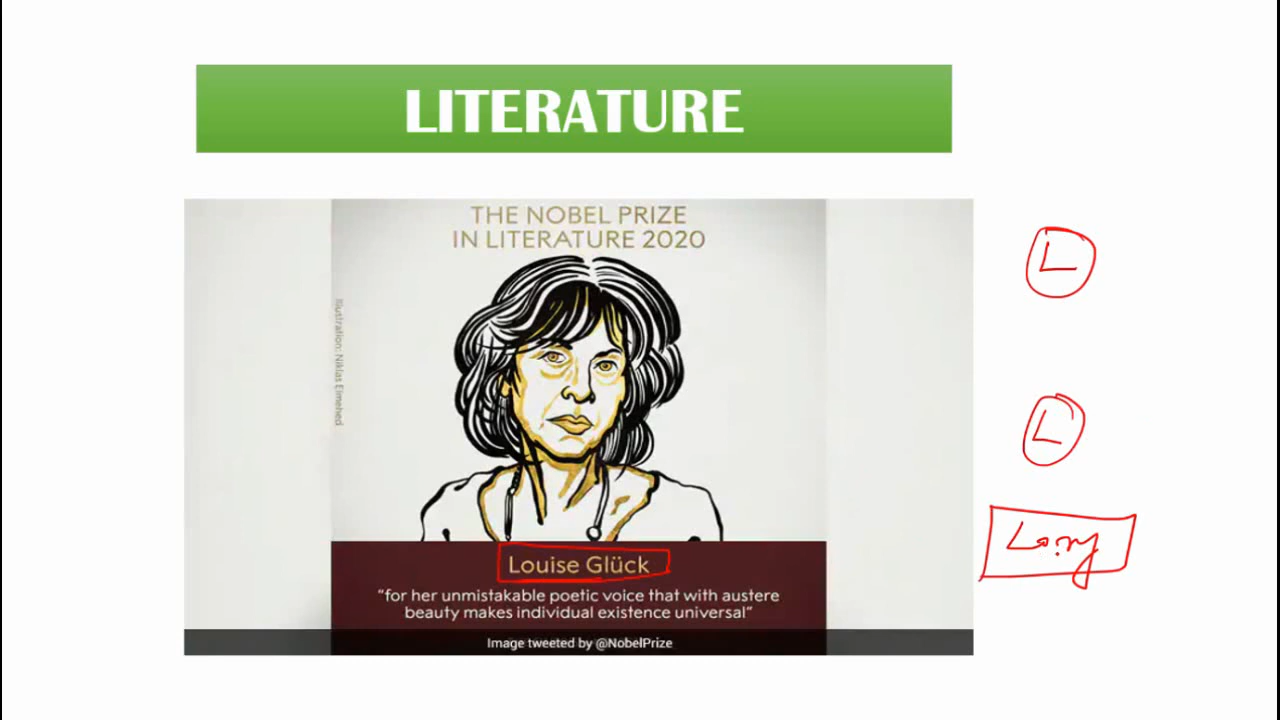 LITERATURE
THE NOBEL PRIZE
IN LITERATURE 2020
Illustration: Niklas Elmehed
L
L
Louise Glück
"for her unmistakable poetic voice that with austere
beauty makes individual existence universal"
Image tweeted by @NobelPrize